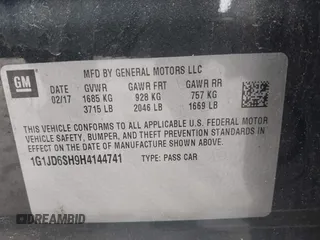 GM
MFD BY GENERAL MOTORS LLC
02/17 GVWR GAWR FRT GAWR RR
1685 KG 928 KG 757 KG
3715 LB 2046 LB 1669 LB
THIS VEHICLE CONFORMS TO ALL APPLICABLE U.S. FEDERAL MOTOR
VEHICLE SAFETY, BUMPER, AND THEFT PREVENTION STANDARDS
IN EFFECT ON THE DATE OF MANUFACTURE SHOWN ABOVE.
1G1JD6SH9H4144741 TYPE: PASS CAR
EPICBID